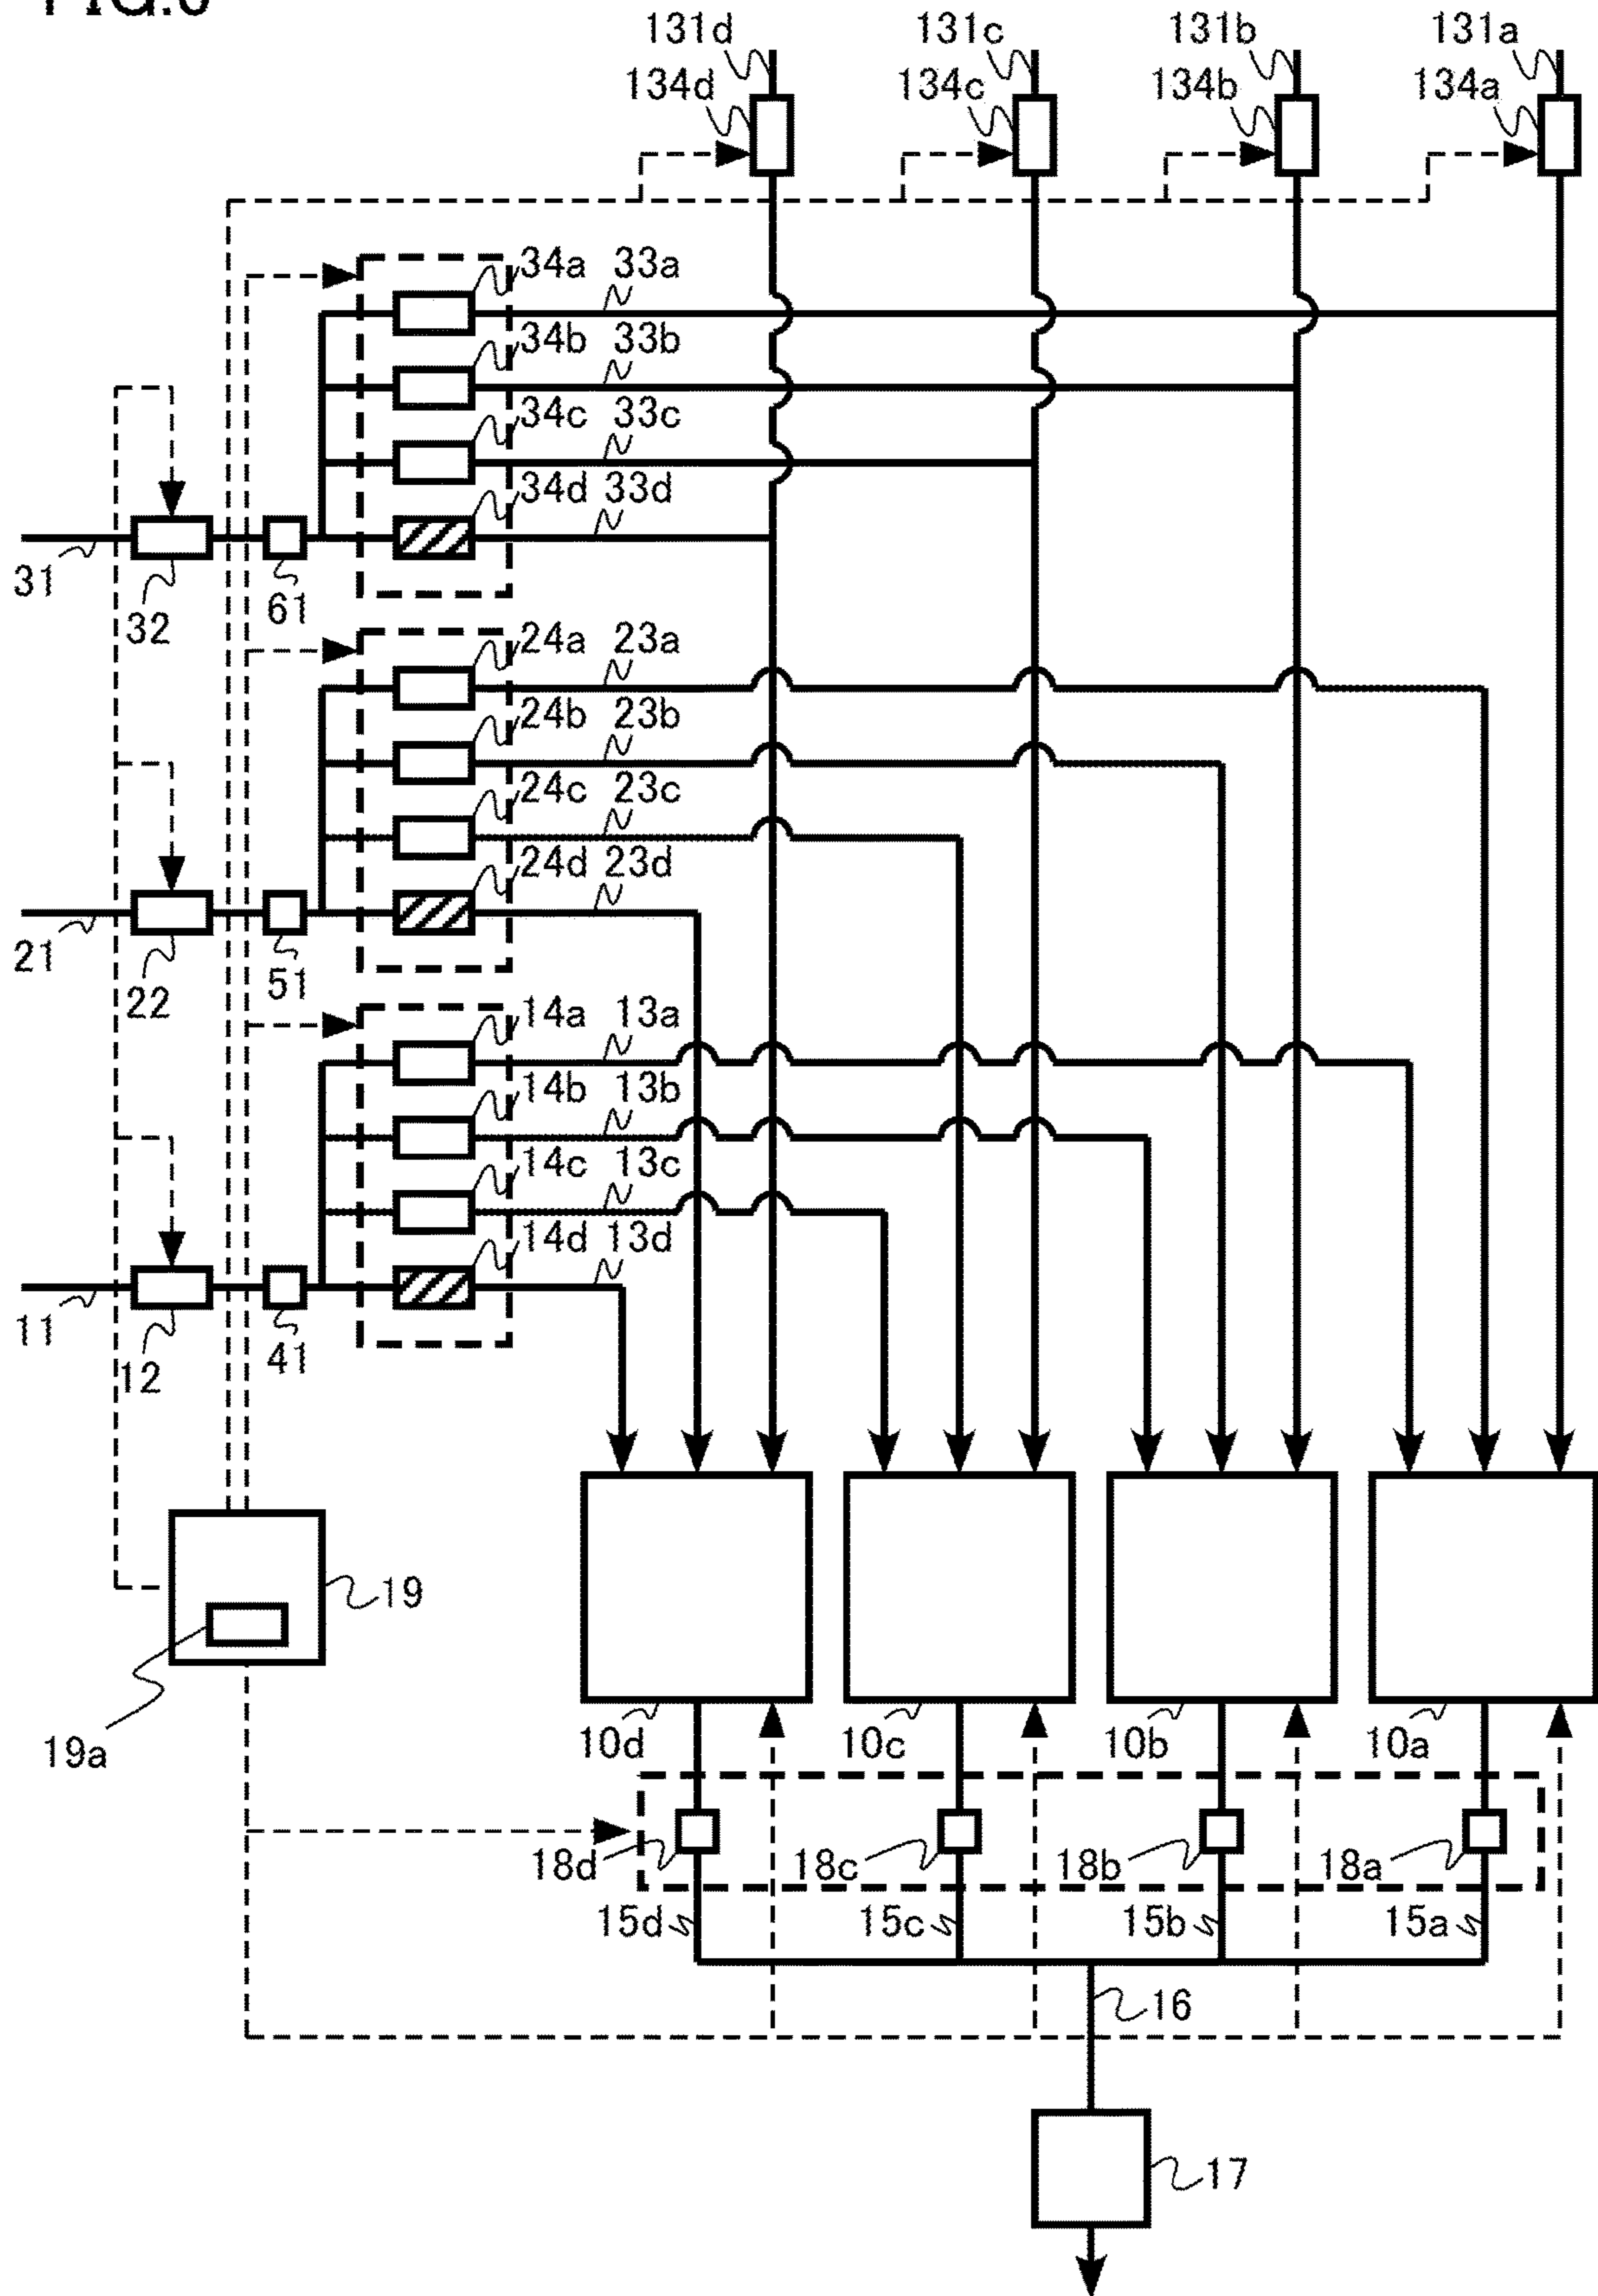 131d 131c 131b 131a
134d 134c 134b 134a
34a 33a
34b 33b
34c 33c
34d 33d
31
32
61
24a 23a
24b 23b
24c 23c
24d 23d
21
22
51
14a 13a
14b 13b
14c 13c
14d 13d
11
12
41
19
19a
10d 10c 10b 10a
18d 18c 18b 18a
15d 15c 15b 15a
16
17